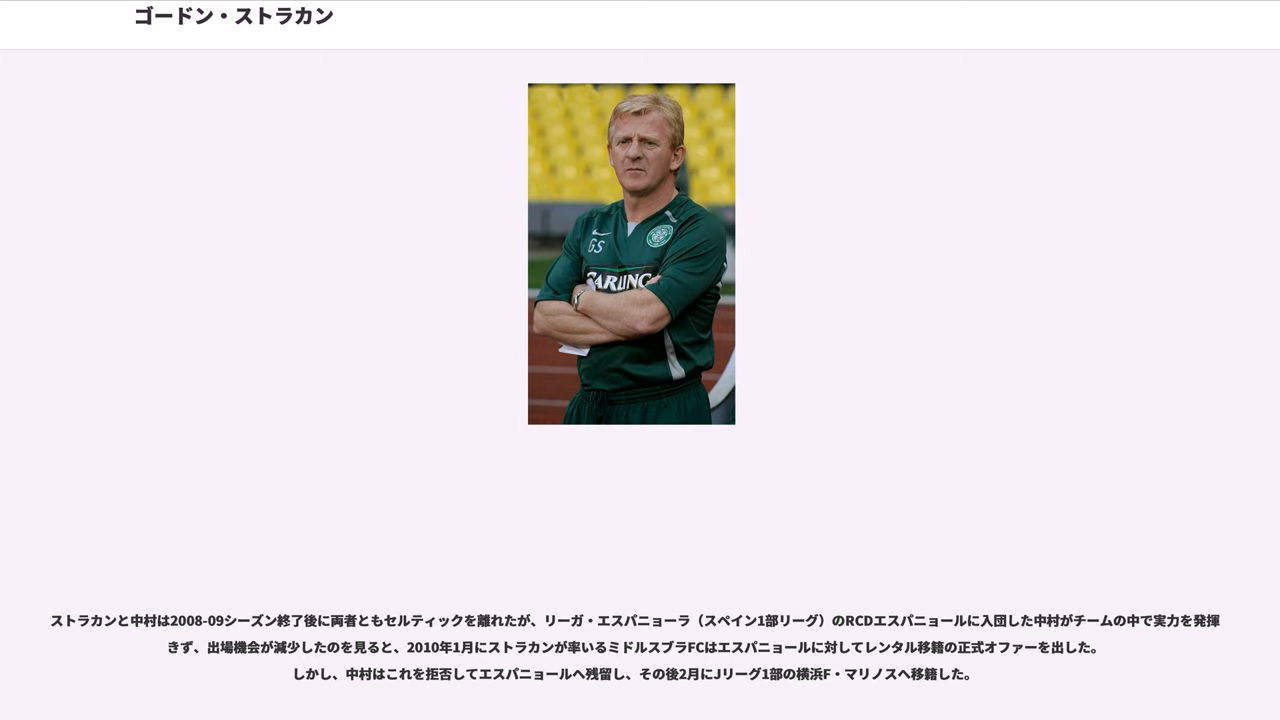 ゴードン・ストラカン
GS
CARLING
ストラカンと中村は2008-09シーズン終了後に両者ともセルティックを離れたが、リーガ・エスパニョーラ（スペイン1部リーグ）のRCDエスパニョールに入団した中村がチームの中で実力を発揮
きず、出場機会が減少したのを見ると、2010年1月にストラカンが率いるミドルスブラFCはエスパニョールに対してレンタル移籍の正式オファーを出した。
しかし、中村はこれを拒否してエスパニョールへ残留し、その後2月にJリーグ1部の横浜F・マリノスへ移籍した。